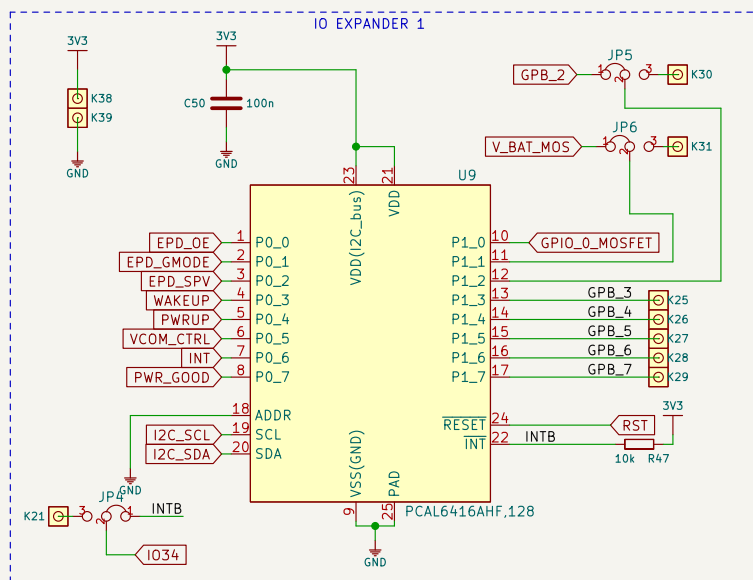 IO EXPANDER 1
3V3
K38
K39
GND
3V3
C50 100n
GND
GPB_2
JP5
1 2 3
K30
V_BAT_MOS
JP6
1 2 3
K31
U9
23 21
VDD(I2C_bus)
VDD
EPD_OE 1 P0_0
EPD_GMODE 2 P0_1
EPD_SPV 3 P0_2
WAKEUP 4 P0_3
PWRUP 5 P0_4
VCOM_CTRL 6 P0_5
INT 7 P0_6
PWR_GOOD 8 P0_7
18 ADDR
I2C_SCL 19 SCL
I2C_SDA 20 SDA
GND
P1_0 10 GPIO_0_MOSFET
P1_1 11
P1_2 12
P1_3 13 GPB_3 K25
P1_4 14 GPB_4 K26
P1_5 15 GPB_5 K27
P1_6 16 GPB_6 K28
P1_7 17 GPB_7 K29
RESET 24 RST
INT 22 INTB
3V3
10k R47
VSS(GND)
PAD
9 25
PCAL6416AHF,128
GND
JP4
K21 3 2 1 INTB
IO34